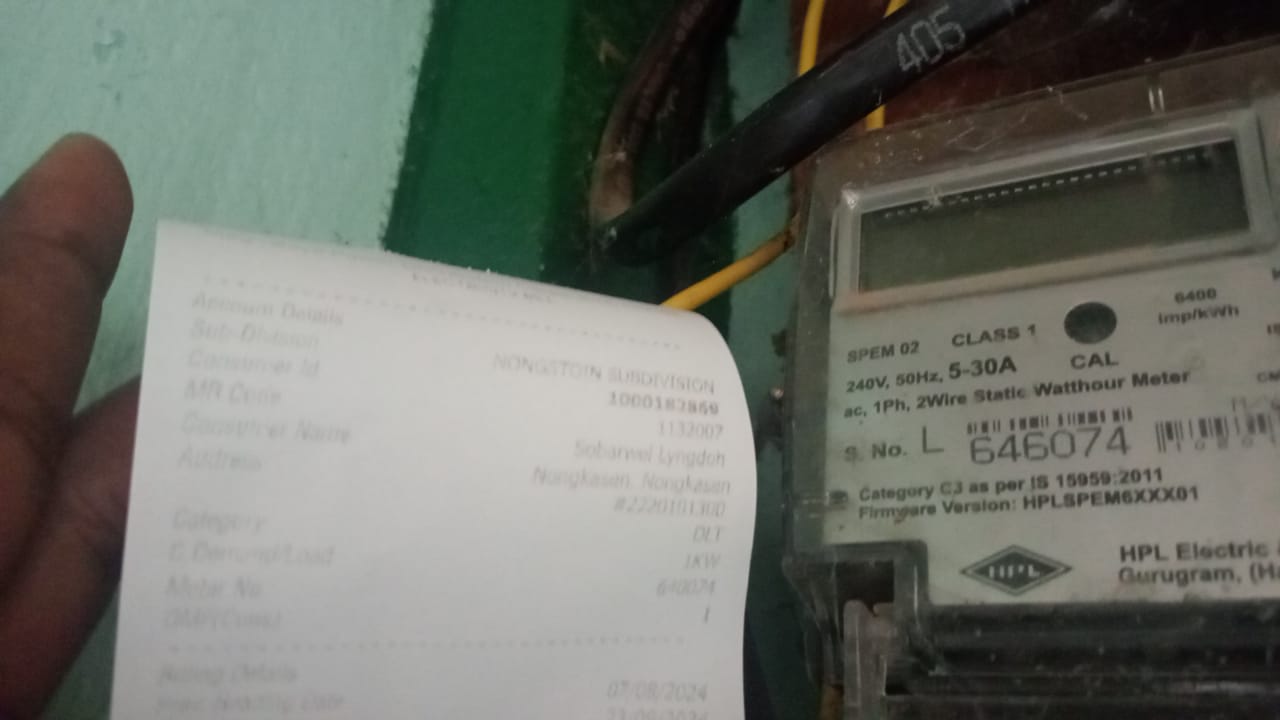 405
Account Details
Sub-Division NONGSTOIN SUBDIVISION
Consumer Id 1000183869
MR Code 1132007
Consumer Name Sobarwel Lyngdoh
Address Nongkasen, Nongkasen
Category DLT
C.Demand/Load 1KW
Meter No
1
Billing Details
07/08/2024
6400
imp/kWh
SPEM 02 CLASS 1
240V, 50Hz, 5-30A CAL
ac, 1Ph, 2Wire Static Watthour Meter
S. No. L 646074
Category C3 as per IS 15959:2011
Firmware Version: HPLSPEM6XXX01
HPL
HPL Electric
Gurugram,